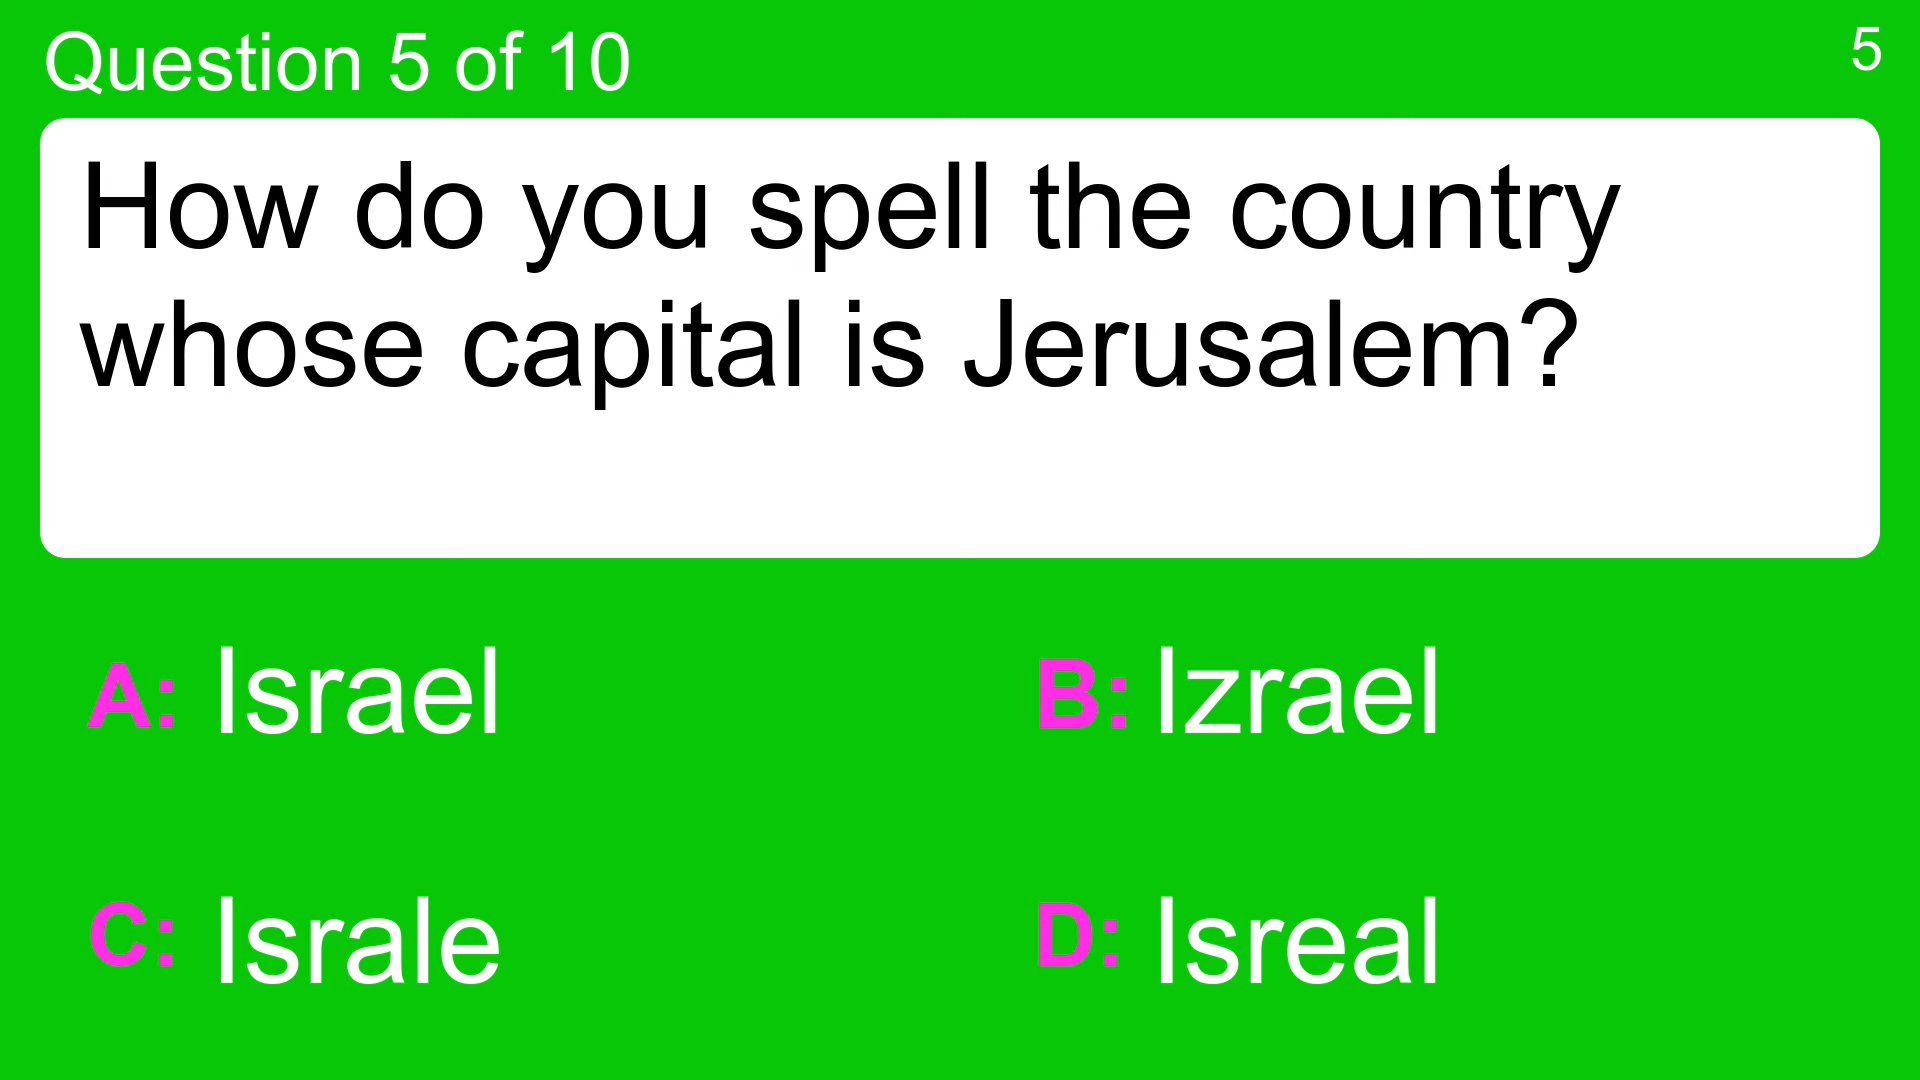 Question 5 of 10
5
How do you spell the country
whose capital is Jerusalem?
A: Israel
B: Izrael
C: Israle
D: Isreal